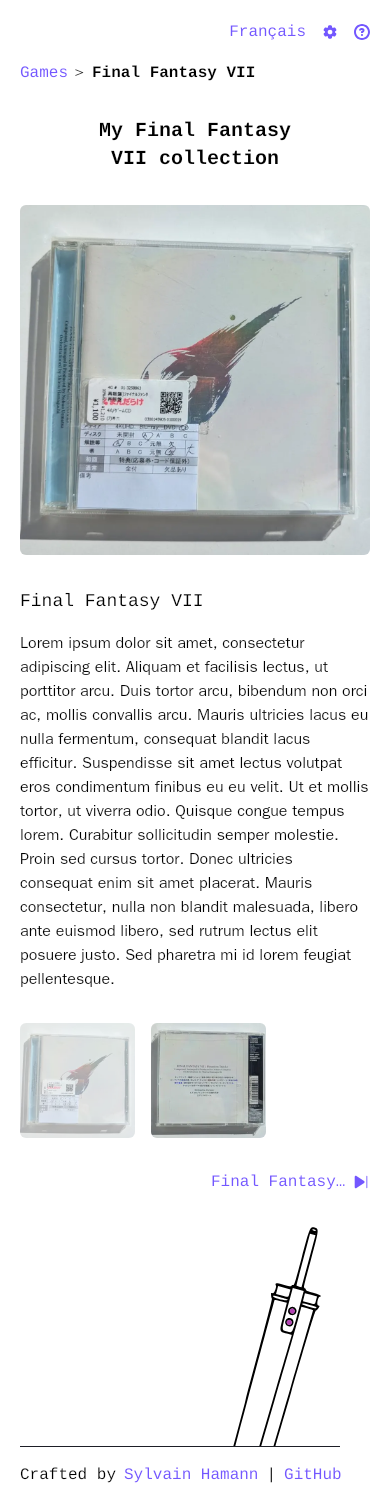 Français
Games > Final Fantasy VII
My Final Fantasy
VII collection
¥1,100
Final Fantasy VII
Lorem ipsum dolor sit amet, consectetur
adipiscing elit. Aliquam et facilisis lectus, ut
porttitor arcu. Duis tortor arcu, bibendum non orci
ac, mollis convallis arcu. Mauris ultricies lacus eu
nulla fermentum, consequat blandit lacus
efficitur. Suspendisse sit amet lectus volutpat
eros condimentum finibus eu eu velit. Ut et mollis
tortor, ut viverra odio. Quisque congue tempus
lorem. Curabitur sollicitudin semper molestie.
Proin sed cursus tortor. Donec ultricies
consequat enim sit amet placerat. Mauris
consectetur, nulla non blandit malesuada, libero
ante euismod libero, sed rutrum lectus elit
posuere justo. Sed pharetra mi id lorem feugiat
pellentesque.
Final Fantasy…
Crafted by Sylvain Hamann | GitHub